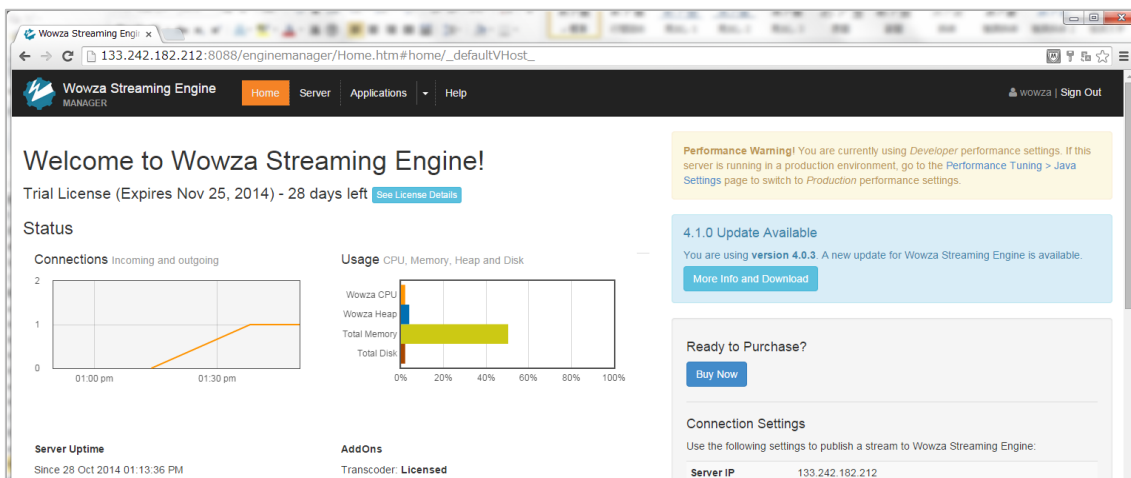 Wowza Streaming Engi
133.242.182.212:8088/enginemanager/Home.htm#home/_defaultVHost_
Wowza Streaming Engine
MANAGER
Home Server Applications Help
wowza | Sign Out
Welcome to Wowza Streaming Engine!
Trial License (Expires Nov 25, 2014) - 28 days left See License Details
Status
Connections Incoming and outgoing
2
1
0
01:00 pm 01:30 pm
Usage CPU, Memory, Heap and Disk
Wowza CPU
Wowza Heap
Total Memory
Total Disk
0% 20% 40% 60% 80% 100%
Server Uptime
Since 28 Oct 2014 01:13:36 PM
AddOns
Transcoder: Licensed
Performance Warning! You are currently using Developer performance settings. If this
server is running in a production environment, go to the Performance Tuning > Java
Settings page to switch to Production performance settings.
4.1.0 Update Available
You are using version 4.0.3. A new update for Wowza Streaming Engine is available.
More Info and Download
Ready to Purchase?
Buy Now
Connection Settings
Use the following settings to publish a stream to Wowza Streaming Engine:
Server IP 133.242.182.212